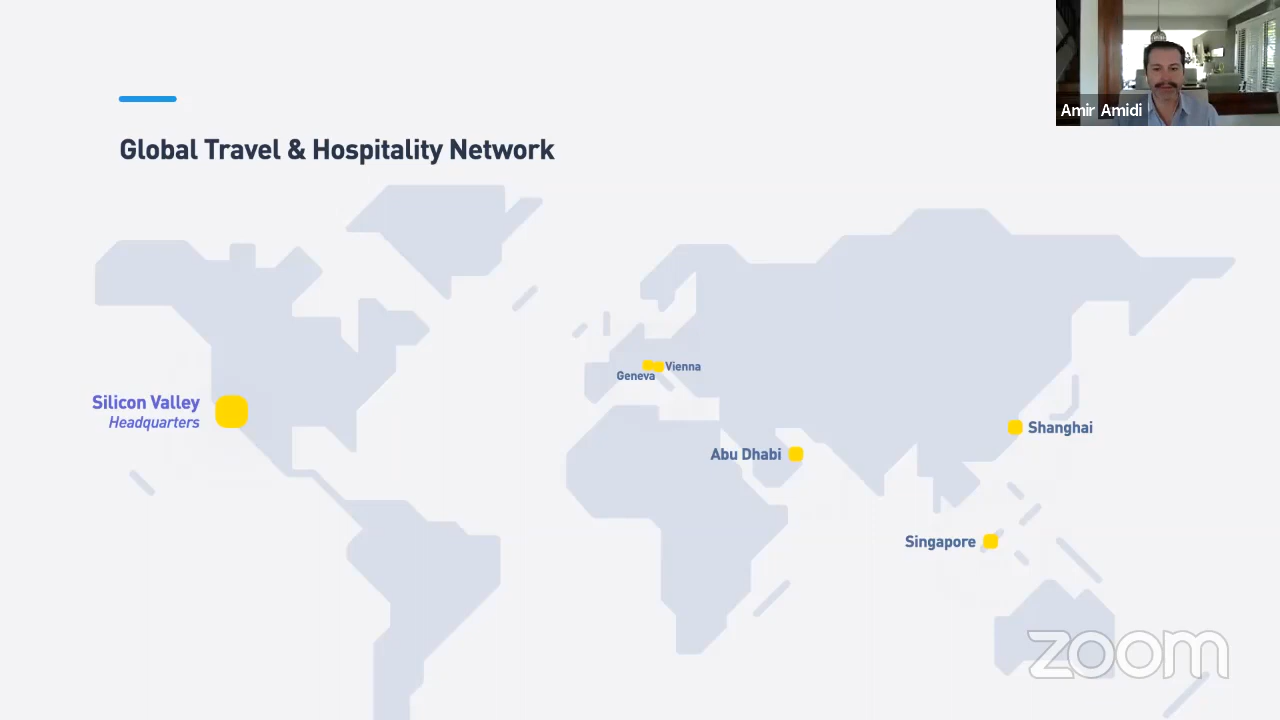 Amir Amidi
Global Travel & Hospitality Network
Vienna
Geneva
Silicon Valley
Headquarters
Shanghai
Abu Dhabi
Singapore
zoom